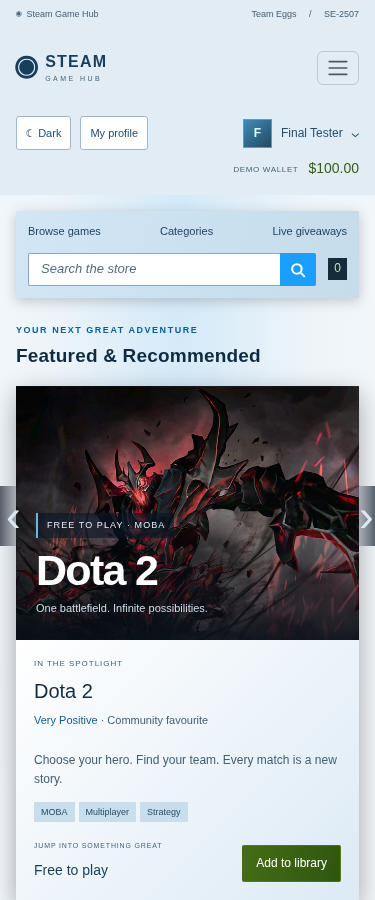 Steam Game Hub
Team Eggs / SE-2507
STEAM
GAME HUB
Dark
My profile
F
Final Tester
DEMO WALLET $100.00
Browse games
Categories
Live giveaways
Search the store
0
YOUR NEXT GREAT ADVENTURE
Featured & Recommended
FREE TO PLAY · MOBA
Dota 2
One battlefield. Infinite possibilities.
IN THE SPOTLIGHT
Dota 2
Very Positive · Community favourite
Choose your hero. Find your team. Every match is a new
story.
MOBA
Multiplayer
Strategy
JUMP INTO SOMETHING GREAT
Free to play
Add to library